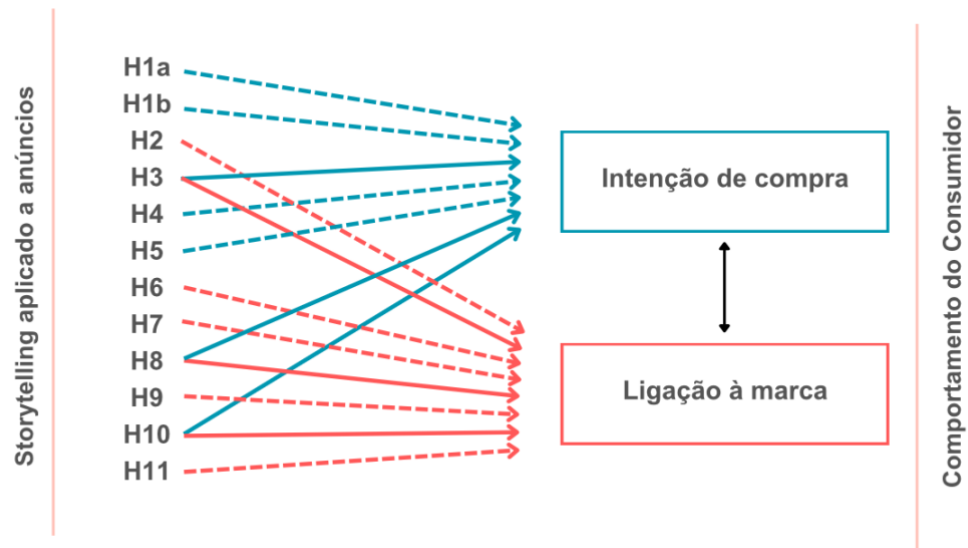 Storytelling aplicado a anúncios
H1a
H1b
H2
H3
H4
H5
H6
H7
H8
H9
H10
H11
Intenção de compra
Ligação à marca
Comportamento do Consumidor